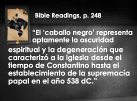 Bible Readings, p. 248
"El 'caballo negro' representa
aptamente la oscuridad
espiritual y la degeneración que
caracterizó a la Iglesia desde el
tiempo de Constantino hasta el
establecimiento de la supremacía
papal en el año 538 dC."